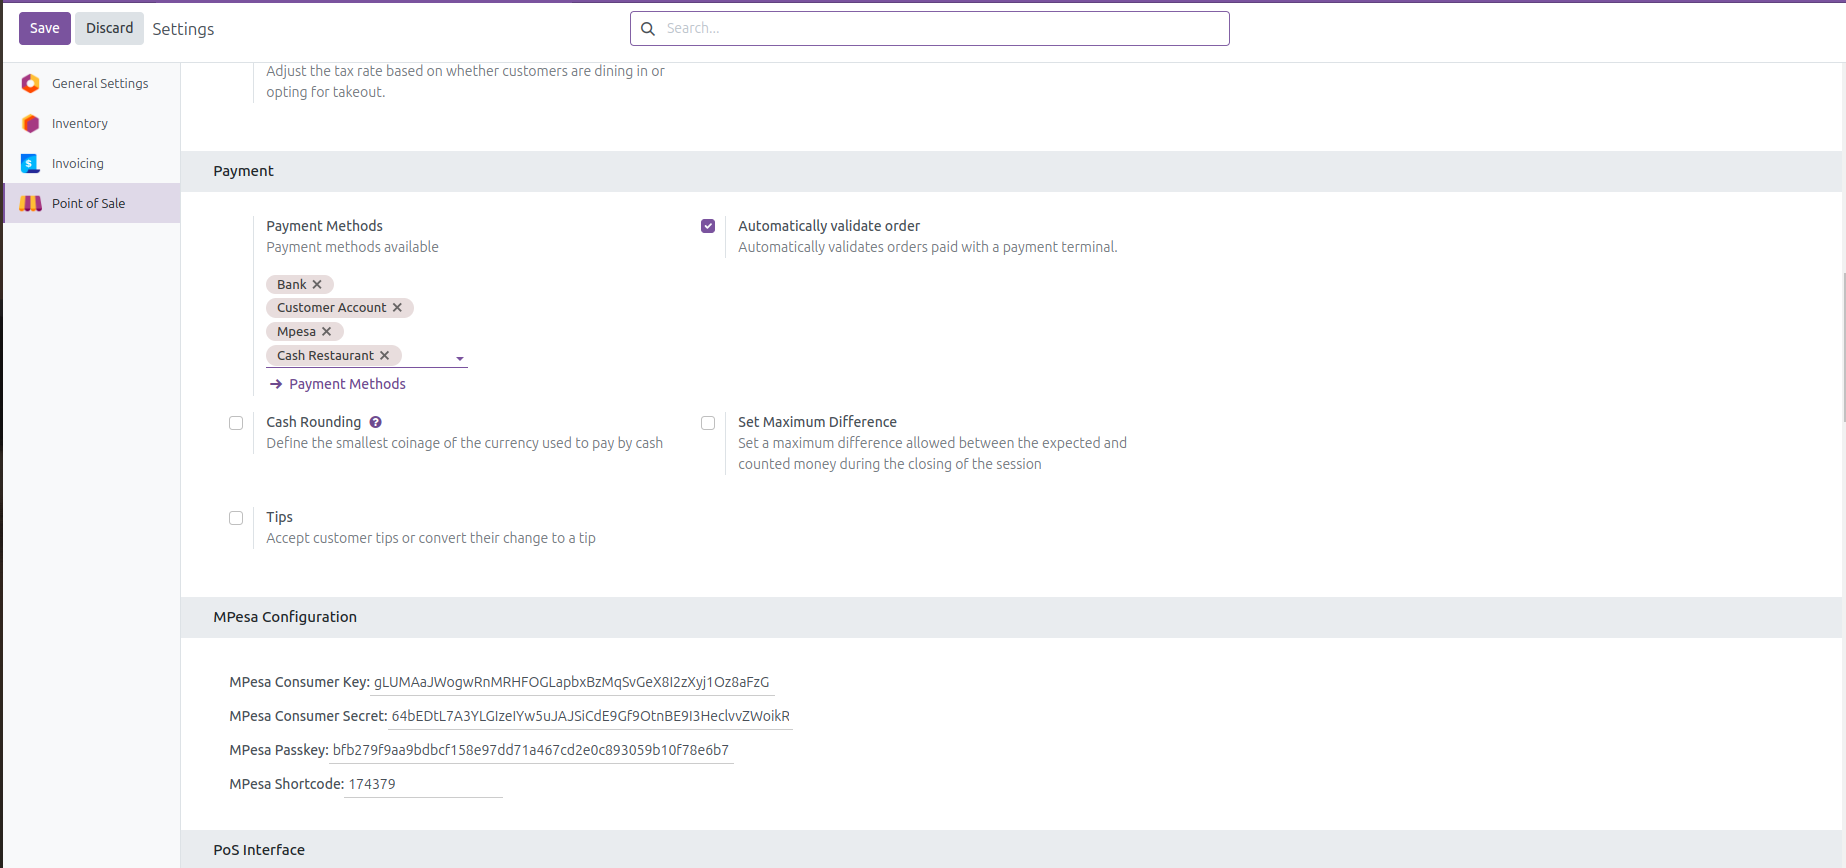 Save Discard Settings Search...
General Settings
Inventory
Invoicing
Point of Sale
Adjust the tax rate based on whether customers are dining in or
opting for takeout.
Payment
Payment Methods
Payment methods available
Bank
Customer Account
Mpesa
Cash Restaurant
Payment Methods
Automatically validate order
Automatically validates orders paid with a payment terminal.
Cash Rounding ?
Define the smallest coinage of the currency used to pay by cash
Set Maximum Difference
Set a maximum difference allowed between the expected and
counted money during the closing of the session
Tips
Accept customer tips or convert their change to a tip
MPesa Configuration
MPesa Consumer Key: gLUMAaJWogwRnMRHFOGLapbxBzMqSvGeX8I2zXyj1Oz8aFzG
MPesa Consumer Secret: 64bEDtL7A3YLGIzeIYw5uJAJSiCdE9Gf9OtnBE9I3HeclvvZWoikR
MPesa Passkey: bfb279f9aa9bdbcf158e97dd71a467cd2e0c893059b10f78e6b7
MPesa Shortcode: 174379
PoS Interface